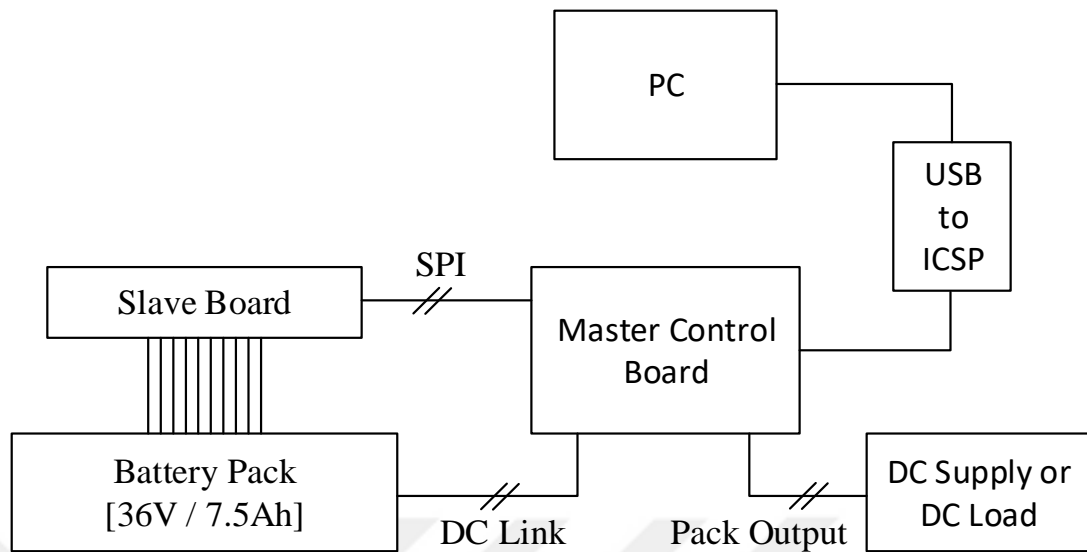 PC
USB
to
ICSP
SPI
Slave Board
Master Control
Board
Battery Pack
[36V / 7.5Ah]
DC Link
Pack Output
DC Supply or
DC Load